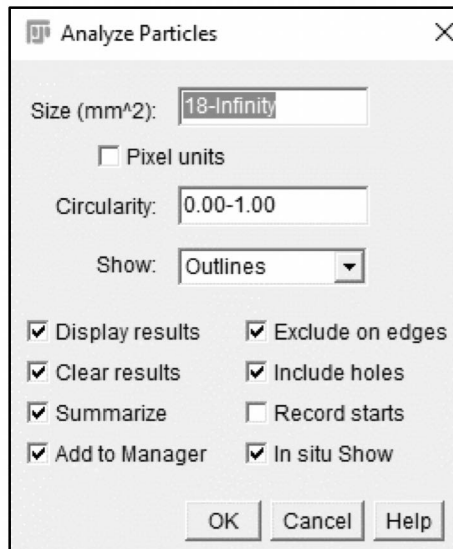 Analyze Particles
Size (mm^2): 18-Infinity
Pixel units
Circularity: 0.00-1.00
Show: Outlines
Display results Exclude on edges
Clear results Include holes
Summarize Record starts
Add to Manager In situ Show
OK Cancel Help